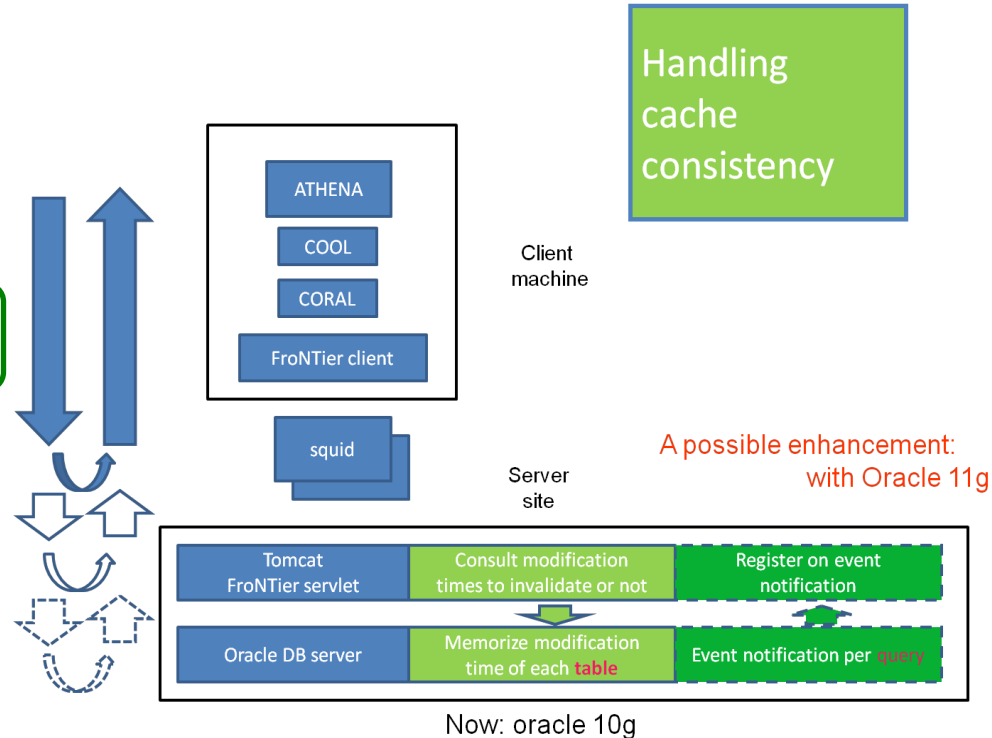 Handling
cache
consistency
ATHENA
COOL
CORAL
FroNTier client
Client
machine
squid
A possible enhancement:
with Oracle 11g
Server
site
Tomcat
FroNTier servlet
Consult modification
times to invalidate or not
Register on event
notification
Oracle DB server
Memorize modification
time of each table
Event notification per query
Now: oracle 10g